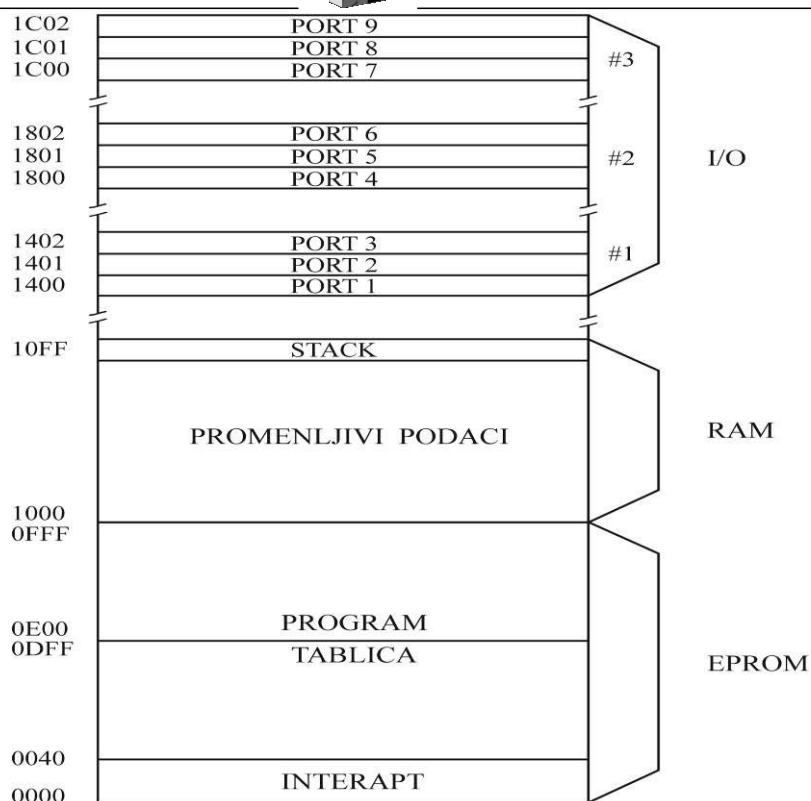 1C02 PORT 9
1C01 PORT 8
1C00 PORT 7
#3
1802 PORT 6
1801 PORT 5 #2 I/O
1800 PORT 4
1402 PORT 3
1401 PORT 2 #1
1400 PORT 1
10FF STACK
PROMENLJIVI PODACI RAM
1000
0FFF
0E00 PROGRAM
0DFF TABLICA
EPROM
0040
INTERAPT
0000